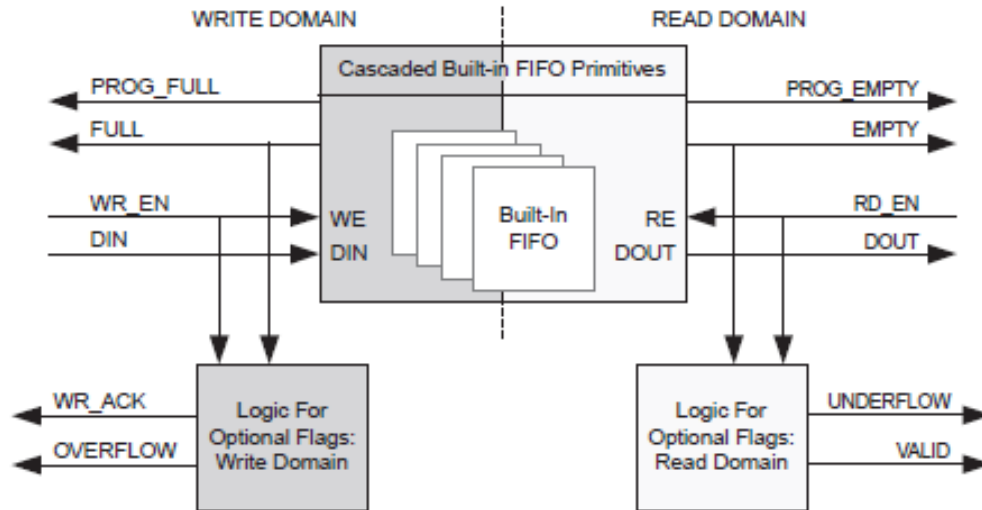 WRITE DOMAIN
READ DOMAIN
Cascaded Built-in FIFO Primitives
PROG_FULL
PROG_EMPTY
FULL
EMPTY
WR_EN
WE
Built-In
FIFO
RE
RD_EN
DIN
DIN
DOUT
DOUT
WR_ACK
OVERFLOW
Logic For
Optional Flags:
Write Domain
Logic For
Optional Flags:
Read Domain
UNDERFLOW
VALID